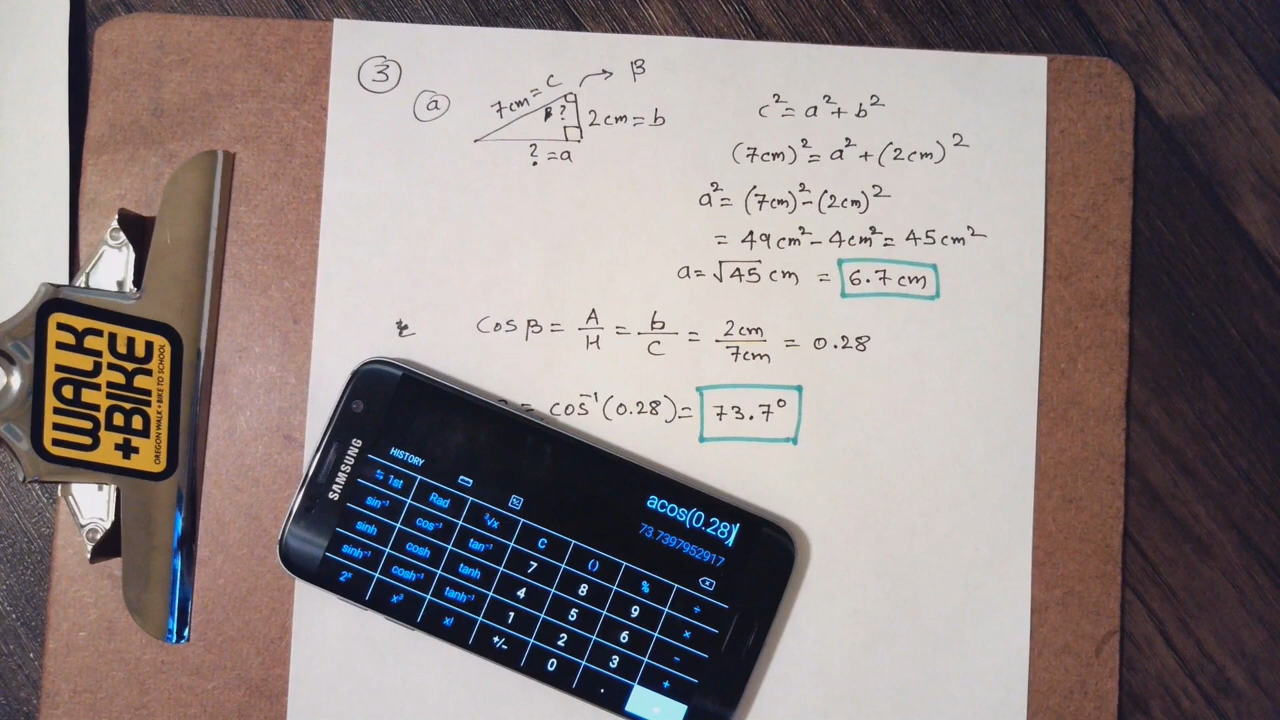 ③
ⓐ
7cm = c
→ β
β ?
2cm = b
? = a
c² = a² + b²
(7cm)² = a² + (2cm)²
a² = (7cm)² - (2cm)²
= 49cm² - 4cm² = 45cm²
a = √45 cm = 6.7 cm
cos β = A/H = b/c = 2cm/7cm = 0.28
= cos⁻¹(0.28) = 73.7°
WALK
+BIKE
OREGON WALK + BIKE TO SCHOOL
SAMSUNG
acos(0.28)
73.7397952917
HISTORY
⇆ 1st Rad ³√x C () % ÷
sin⁻¹ cos⁻¹ tan⁻¹ 7 8 9 ×
sinh cosh tanh 4 5 6 -
sinh⁻¹ cosh⁻¹ tanh⁻¹ 1 2 3 +
2ˣ x³ x! +/- 0 . =